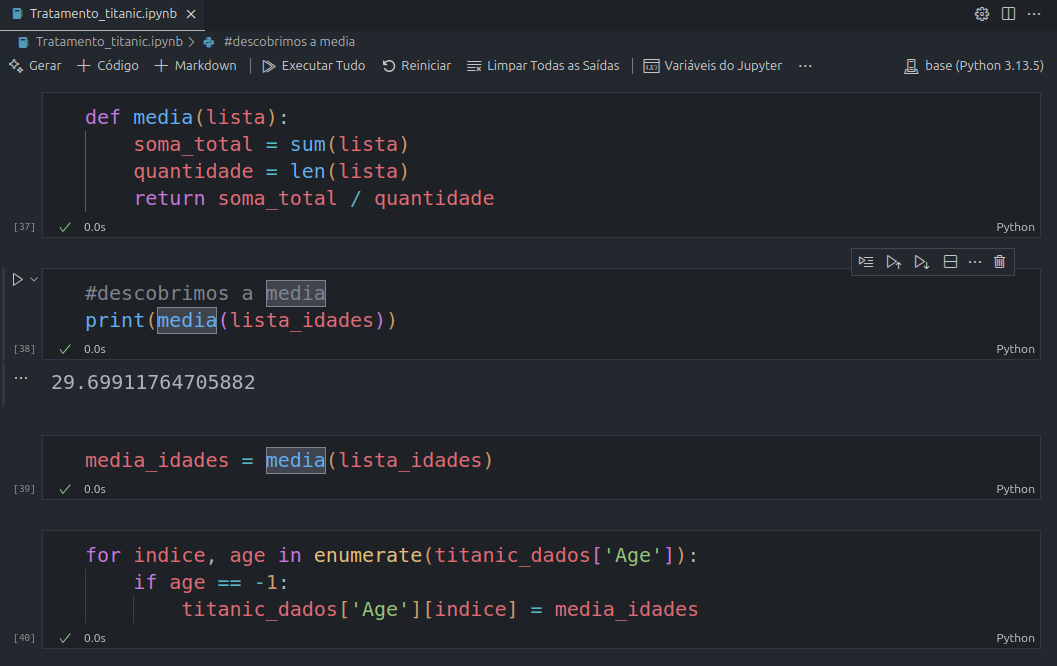 Tratamento_titanic.ipynb
Tratamento_titanic.ipynb > #descobrimos a media
Gerar + Código + Markdown | Executar Tudo Reiniciar Limpar Todas as Saídas | Variáveis do Jupyter ... base (Python 3.13.5)
def media(lista):
    soma_total = sum(lista)
    quantidade = len(lista)
    return soma_total / quantidade
[37] ✓ 0.0s Python
#descobrimos a media
print(media(lista_idades))
[38] ✓ 0.0s Python
... 29.69911764705882
media_idades = media(lista_idades)
[39] ✓ 0.0s Python
for indice, age in enumerate(titanic_dados['Age']):
    if age == -1:
        titanic_dados['Age'][indice] = media_idades
[40] ✓ 0.0s Python